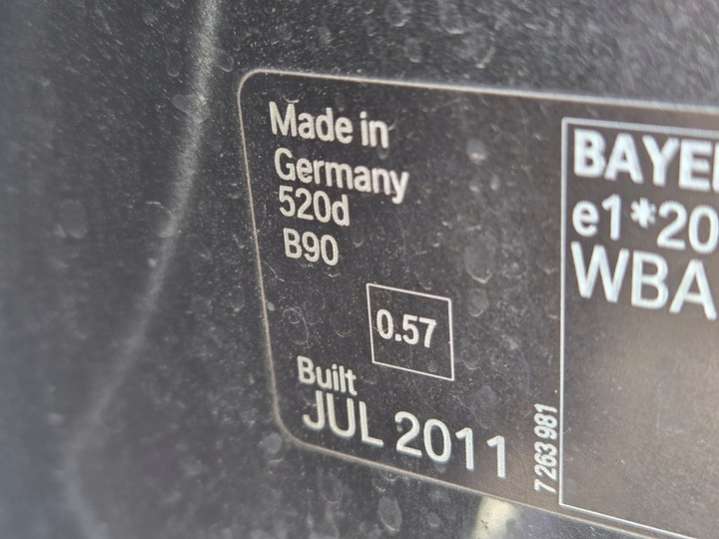 Made in
Germany
520d
B90
0.57
Built
JUL 2011
7 263 981
BAYE
e1*20
WBA